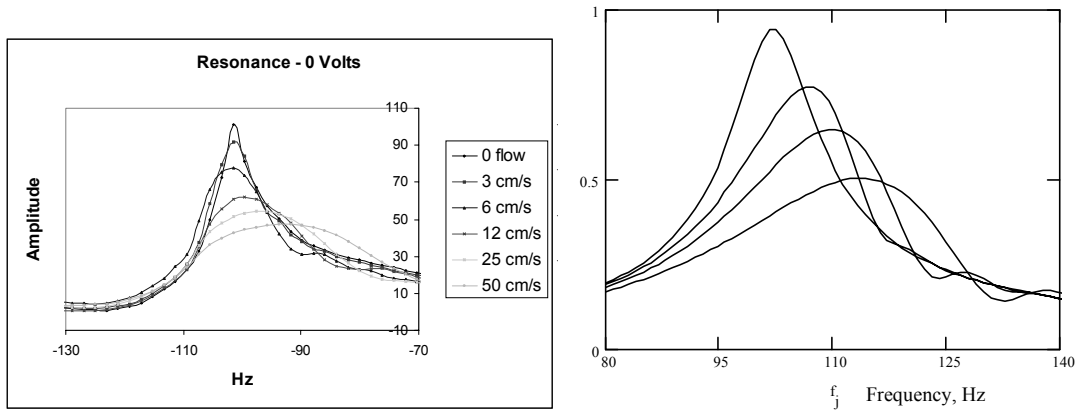 Resonance - 0 Volts
Amplitude
110
90
70
50
30
10
-10
-130
-110
-90
-70
Hz
0 flow
3 cm/s
6 cm/s
12 cm/s
25 cm/s
50 cm/s
1
0.5
0
80
95
110
125
140
f
j
Frequency, Hz